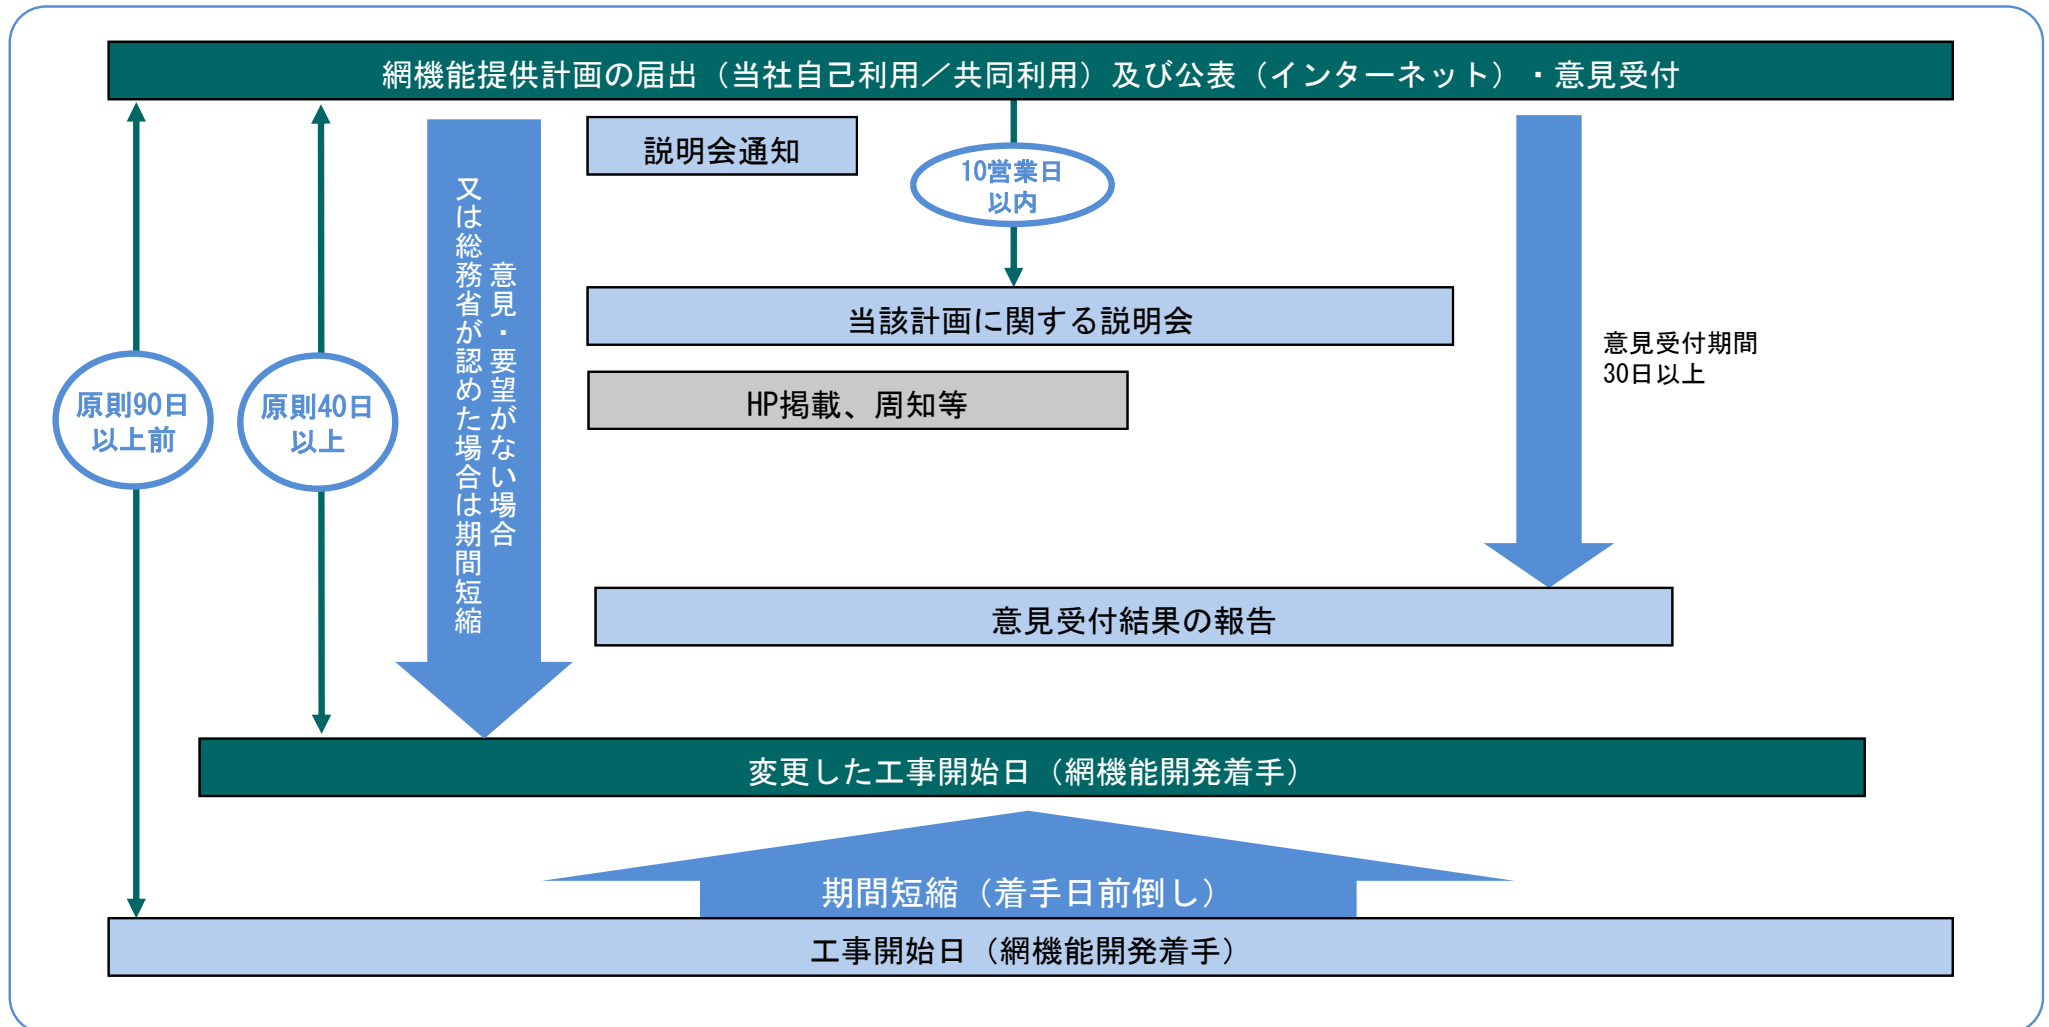 網機能提供計画の届出（当社自己利用／共同利用）及び公表（インターネット）・意見受付
説明会通知
10営業日
以内
意見・要望がない場合
又は総務省が認めた場合は期間短縮
当該計画に関する説明会
意見受付期間
30日以上
HP掲載、周知等
原則90日
以上前
原則40日
以上
意見受付結果の報告
変更した工事開始日（網機能開発着手）
期間短縮（着手日前倒し）
工事開始日（網機能開発着手）